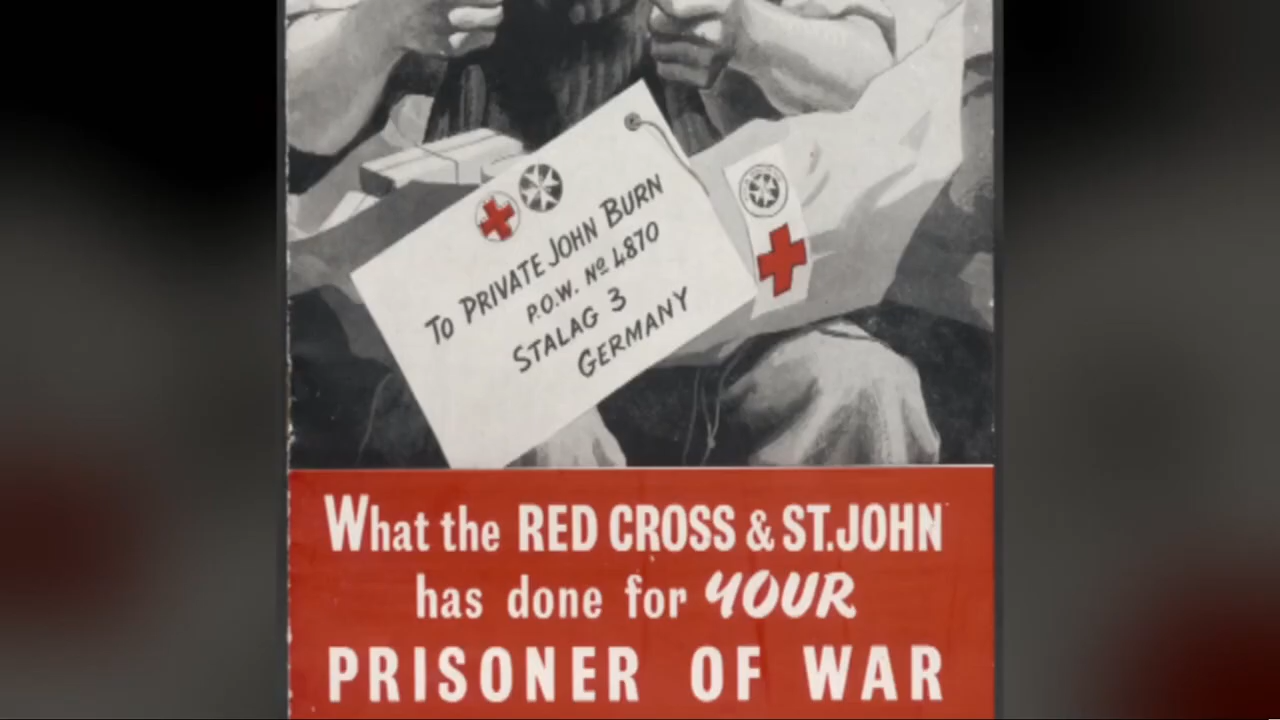 To PRIVATE JOHN BURN
P.O.W. Nº 4870
STALAG 3
GERMANY
What the RED CROSS & ST.JOHN
has done for YOUR
PRISONER OF WAR